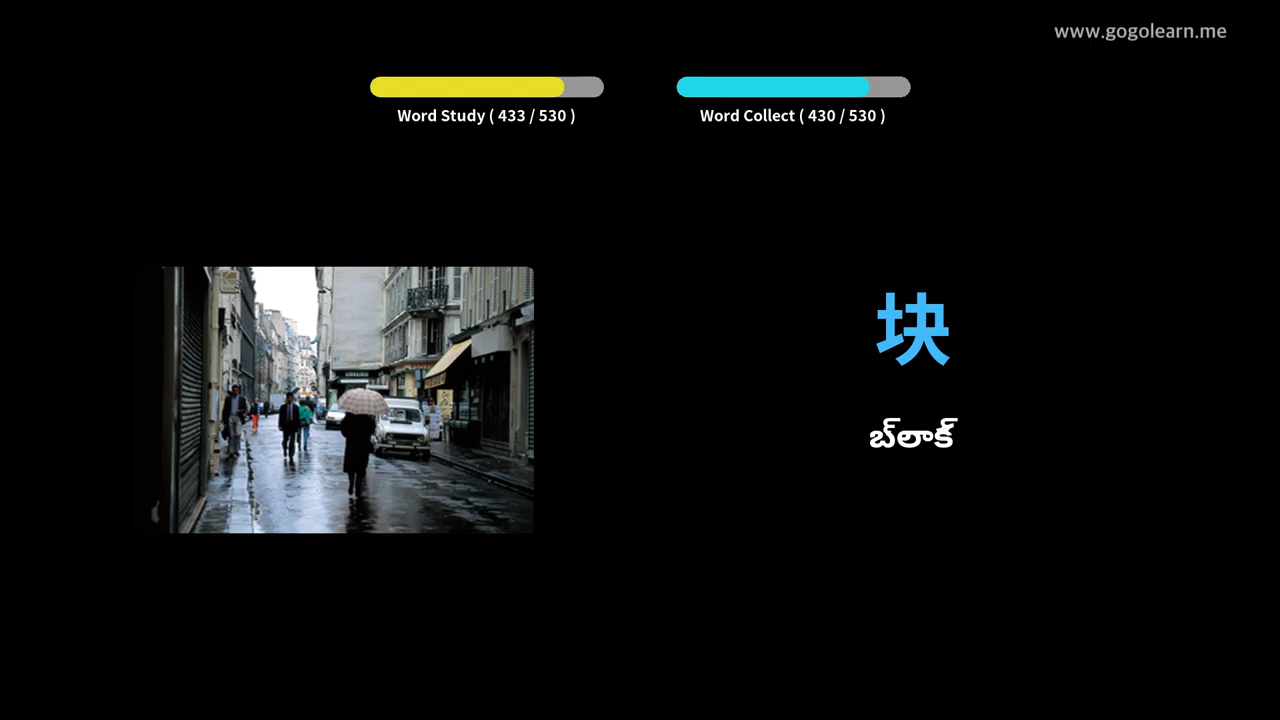 www.gogolearn.me
Word Study ( 433 / 530 )
Word Collect ( 430 / 530 )
块
బ్‌లాక్